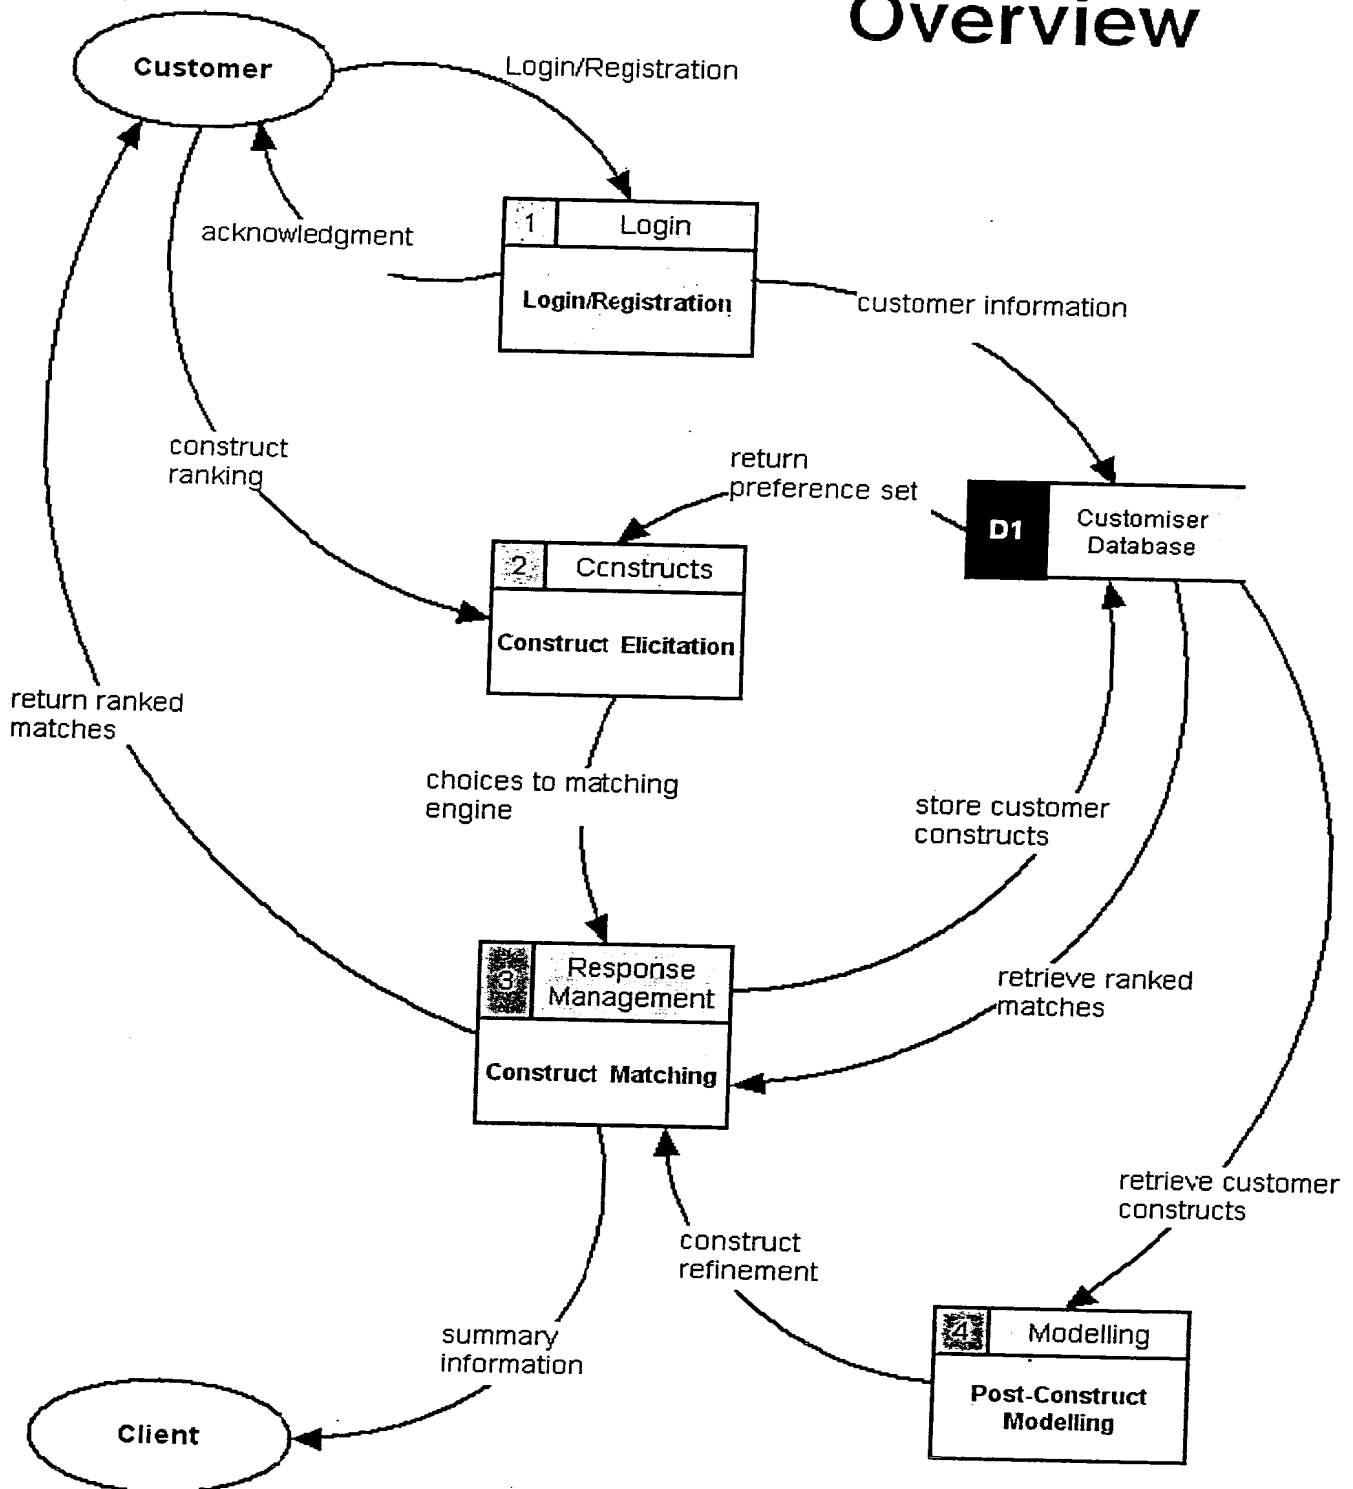 Overview
Customer
Login/Registration
acknowledgment
1
Login
Login/Registration
customer information
construct
ranking
return
preference set
D1
Customiser
Database
2
Ccnstructs
Construct Elicitation
return ranked
matches
choices to matching
engine
store customer
constructs
3
Response
Management
Construct Matching
retrieve ranked
matches
retrieve customer
constructs
construct
refinement
summary
information
4
Modelling
Post-Construct
Modelling
Client